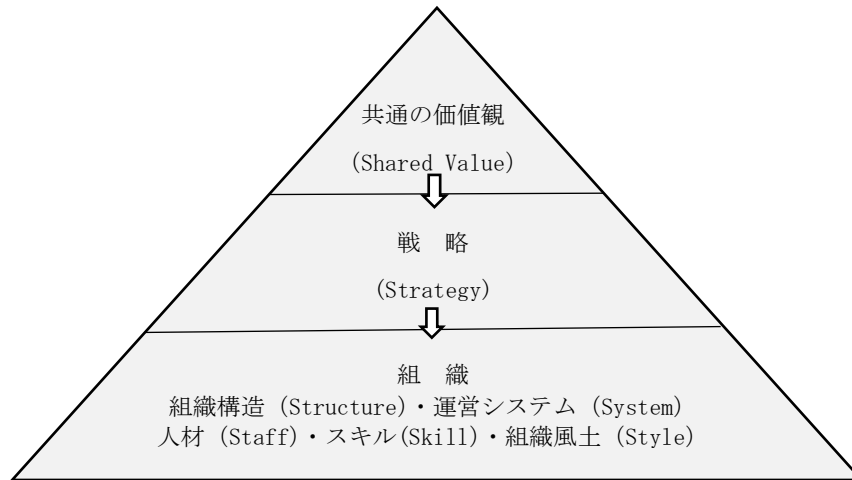 共通の価値観
(Shared Value)
戦　略
(Strategy)
組　織
組織構造 (Structure)・運営システム (System)
人材 (Staff)・スキル(Skill)・組織風土 (Style)